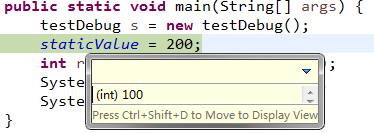 public static void main(String[] args) {
testDebug s = new testDebug();
staticValue = 200;
int r );
(int) 100
Syste
Syste
Press Ctrl+Shift+D to Move to Display View
}